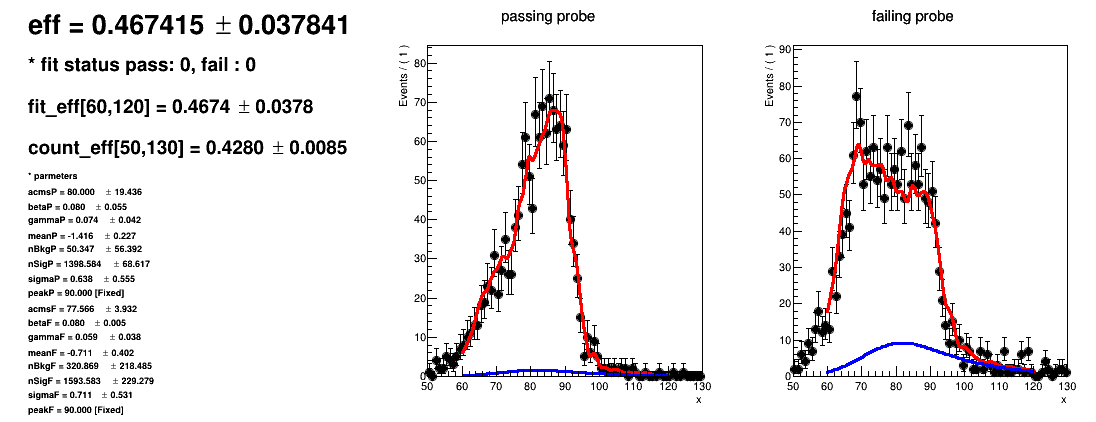 eff = 0.467415 ± 0.037841
* fit status pass: 0, fail : 0
fit_eff[60,120] = 0.4674 ± 0.0378
count_eff[50,130] = 0.4280 ± 0.0085
* parmeters
acmsP = 80.000 ± 19.436
betaP = 0.080 ± 0.055
gammaP = 0.074 ± 0.042
meanP = -1.416 ± 0.227
nBkgP = 50.347 ± 56.392
nSigP = 1398.584 ± 68.617
sigmaP = 0.638 ± 0.555
peakP = 90.000 [Fixed]
acmsF = 77.566 ± 3.932
betaF = 0.080 ± 0.005
gammaF = 0.059 ± 0.038
meanF = -0.711 ± 0.402
nBkgF = 320.869 ± 218.485
nSigF = 1593.583 ± 229.279
sigmaF = 0.711 ± 0.531
peakF = 90.000 [Fixed]
passing probe
Events / ( 1 )
80
70
60
50
40
30
20
10
0
50 60 70 80 90 100 110 120 130
x
failing probe
Events / ( 1 )
90
80
70
60
50
40
30
20
10
0
50 60 70 80 90 100 110 120 130
x